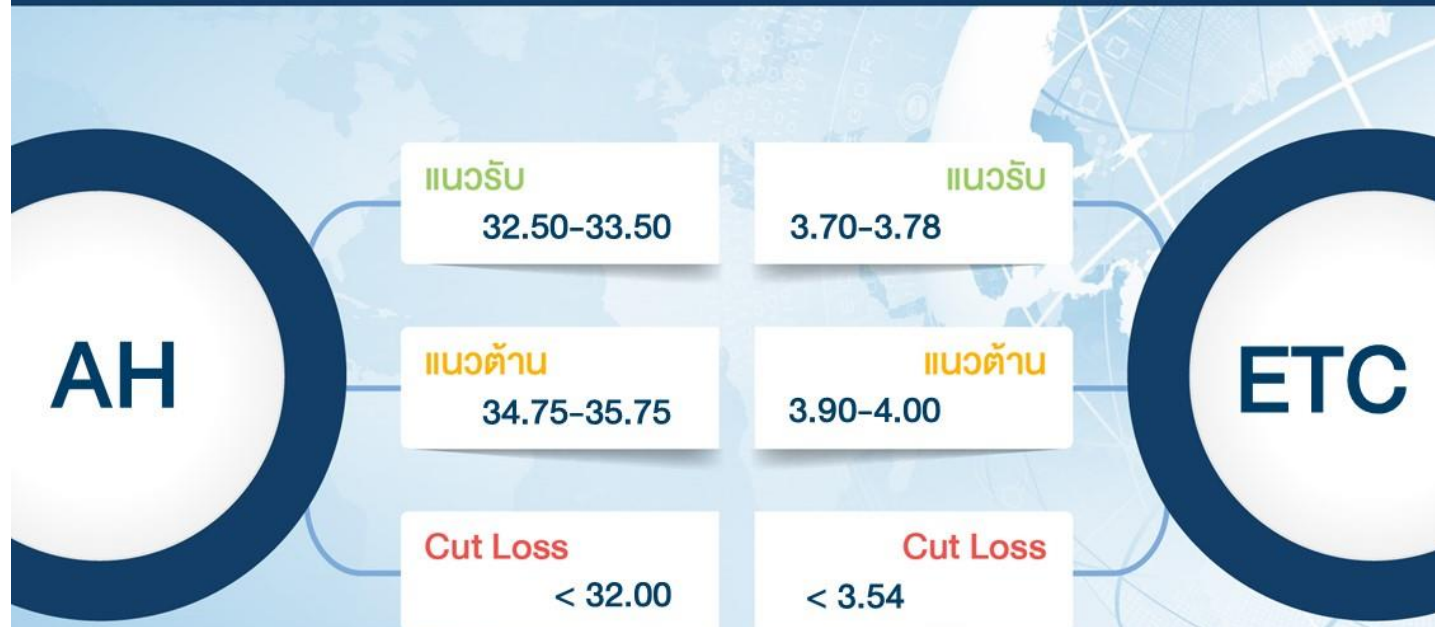 AH
แนวรับ
32.50-33.50
แนวต้าน
34.75-35.75
Cut Loss
< 32.00
ETC
แนวรับ
3.70-3.78
แนวต้าน
3.90-4.00
Cut Loss
< 3.54